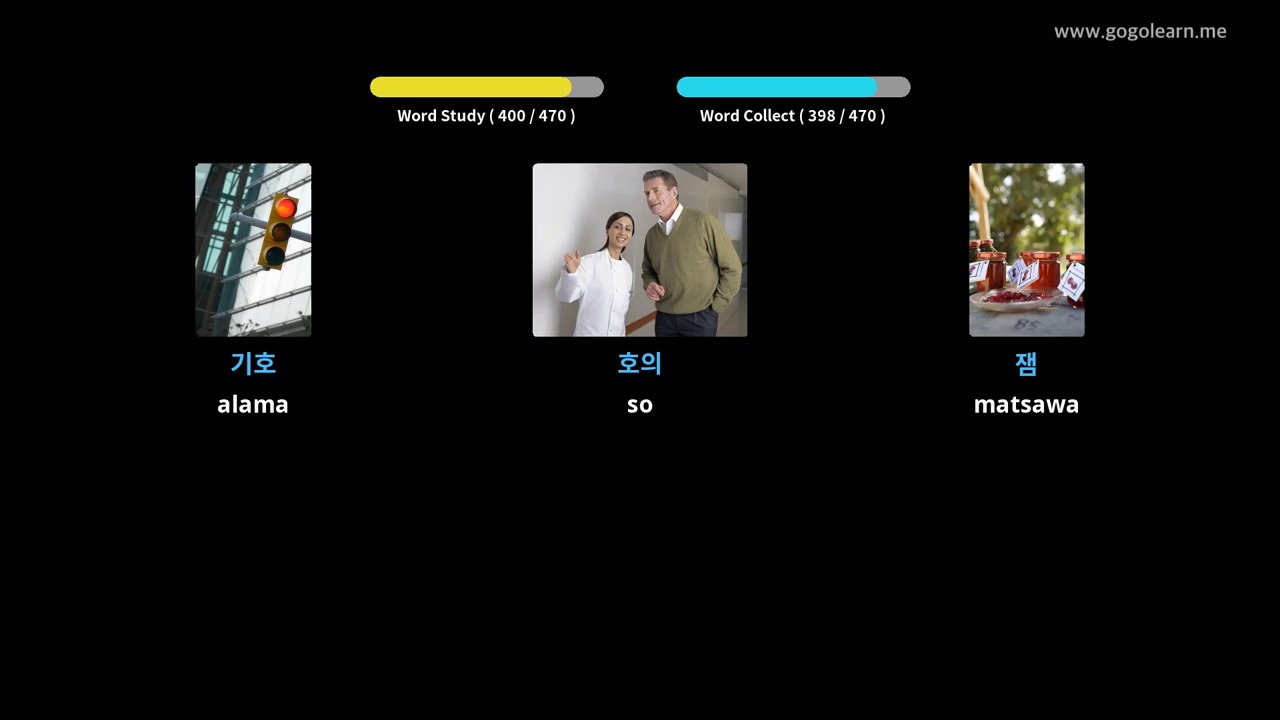 www.gogolearn.me
Word Study ( 400 / 470 )
Word Collect ( 398 / 470 )
기호
호의
잼
alama
so
matsawa